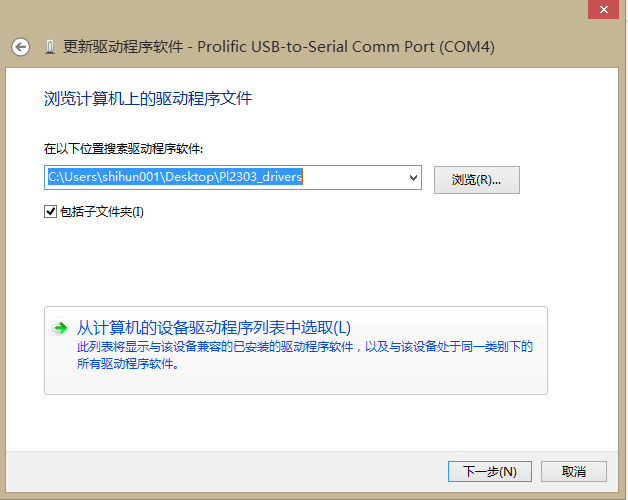 更新驱动程序软件 - Prolific USB-to-Serial Comm Port (COM4)
浏览计算机上的驱动程序文件
在以下位置搜索驱动程序软件:
C:\Users\shihun001\Desktop\Pl2303_drivers
浏览(R)...
包括子文件夹(I)
从计算机的设备驱动程序列表中选取(L)
此列表将显示与该设备兼容的已安装的驱动程序软件，以及与该设备处于同一类别下的
所有驱动程序软件。
下一步(N)
取消